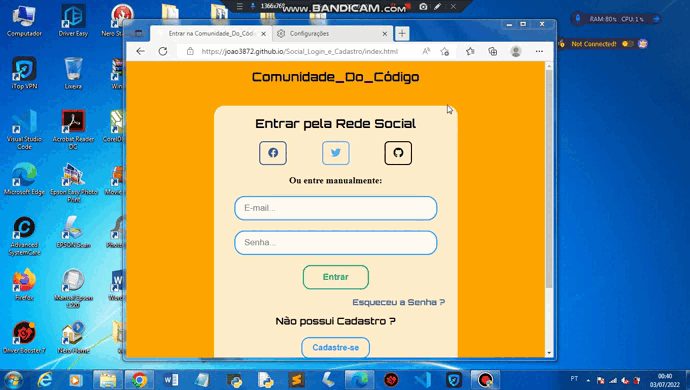 1366x768
www.BANDICAM.com
Computador
Driver Easy
Nero Sta
RAM: 80% CPU: 1%
Not Connected!
Entrar na Comunidade_Do_Códi
Configurações
https://joao3872.github.io/Social_Login_e_Cadastro/index.html
iTop VPN
Lixeira
Comunidade_Do_Código
Entrar pela Rede Social
Ou entre manualmente:
E-mail...
Senha...
Entrar
Esqueceu a Senha ?
Não possui Cadastro ?
Cadastre-se
Visual Studio Code
Acrobat Reader DC
Microsoft Edge
Epson Easy Photo Print
Advanced SystemCare
EPSON Scan
Firefox
Manual Epson
Driver Booster 7
Nero Home
PT
00:40
03/07/2022